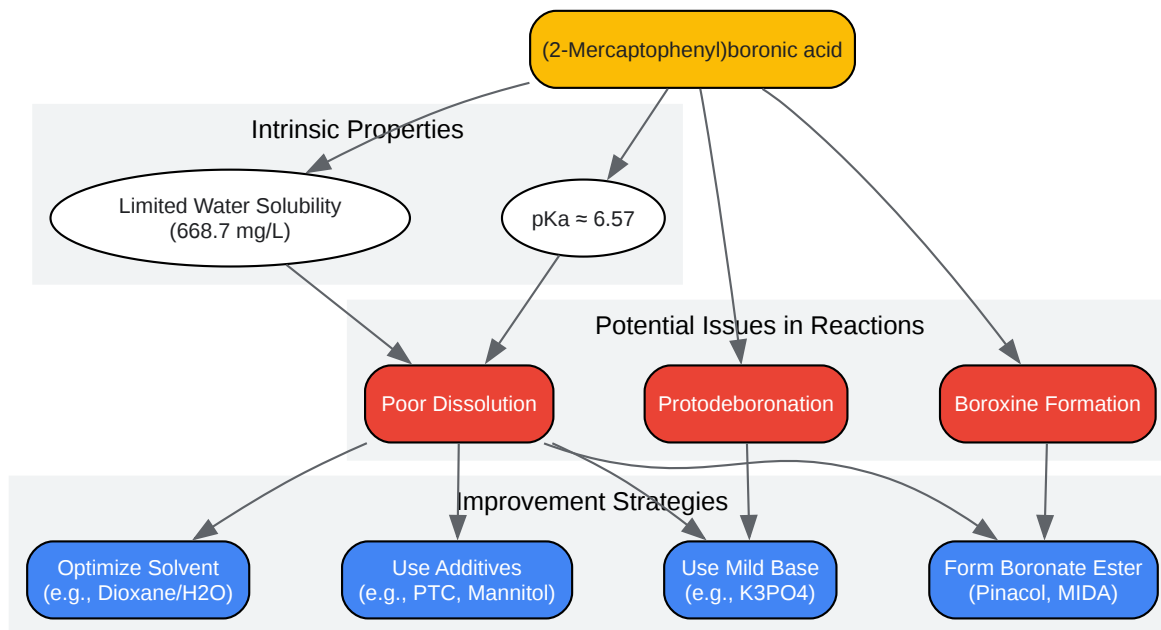 (2-Mercaptophenyl)boronic acid
Intrinsic Properties
Limited Water Solubility
(668.7 mg/L)
pKa ≈ 6.57
Potential Issues in Reactions
Poor Dissolution
Protodeboronation
Boroxine Formation
Improvement Strategies
Optimize Solvent
(e.g., Dioxane/H2O)
Use Additives
(e.g., PTC, Mannitol)
Use Mild Base
(e.g., K3PO4)
Form Boronate Ester
(Pinacol, MIDA)